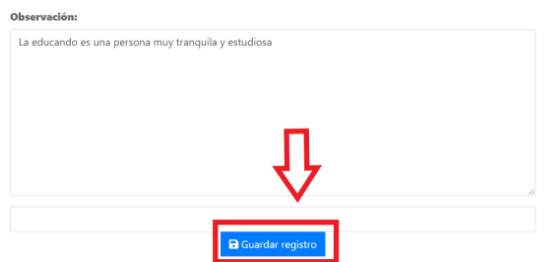 Observación:
La educando es una persona muy tranquila y estudiosa
Guardar registro